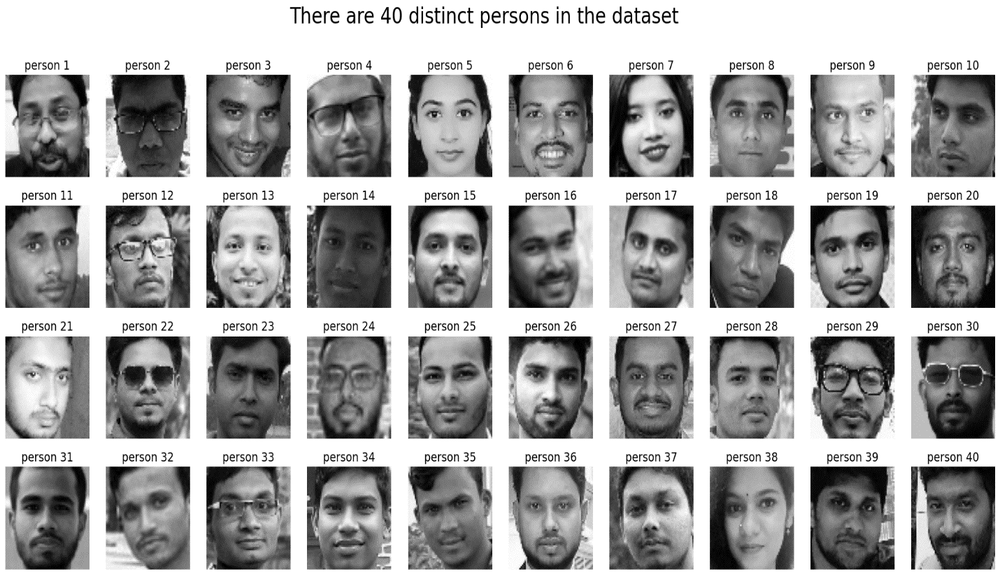 There are 40 distinct persons in the dataset
person 1 person 2 person 3 person 4 person 5 person 6 person 7 person 8 person 9 person 10
person 11 person 12 person 13 person 14 person 15 person 16 person 17 person 18 person 19 person 20
person 21 person 22 person 23 person 24 person 25 person 26 person 27 person 28 person 29 person 30
person 31 person 32 person 33 person 34 person 35 person 36 person 37 person 38 person 39 person 40